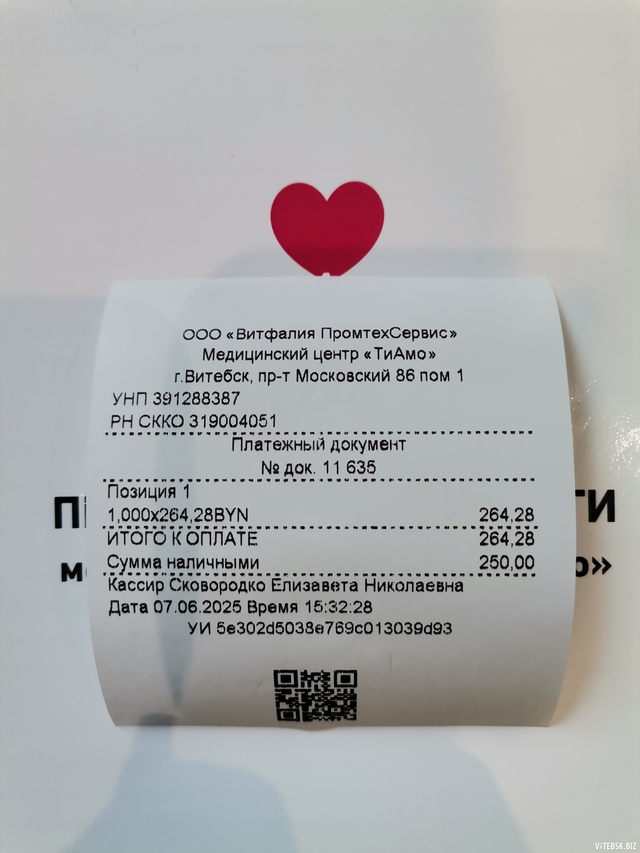 ООО «Витфалия ПромтехСервис»
Медицинский центр «ТиАмо»
г.Витебск, пр-т Московский 86 пом 1
УНП 391288387
РН СККО 319004051
Платежный документ
№ док. 11 635
Позиция 1
1,000x264,28BYN 264,28
ИТОГО К ОПЛАТЕ 264,28
Сумма наличными 250,00
Кассир Сковородко Елизавета Николаевна
Дата 07.06.2025 Время 15:32:28
УИ 5e302d5038e769c013039d93
ViTEBSK.BIZ